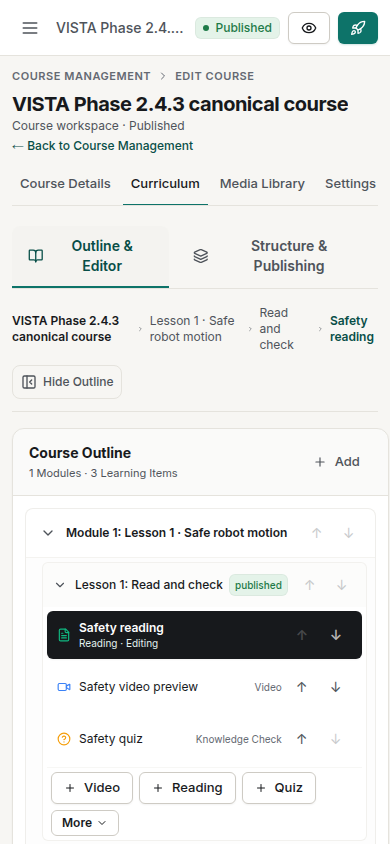 VISTA Phase 2.4.... Published
COURSE MANAGEMENT > EDIT COURSE
VISTA Phase 2.4.3 canonical course
Course workspace · Published
← Back to Course Management
Course Details Curriculum Media Library Settings
Outline & Editor
Structure & Publishing
VISTA Phase 2.4.3 canonical course › Lesson 1 · Safe robot motion › Read and check › Safety reading
Hide Outline
Course Outline
1 Modules · 3 Learning Items
+ Add
Module 1: Lesson 1 · Safe robot motion ↑ ↓
Lesson 1: Read and check published ↑ ↓
Safety reading ↑ ↓
Reading · Editing
Safety video preview Video ↑ ↓
Safety quiz Knowledge Check ↑ ↓
+ Video + Reading + Quiz
More